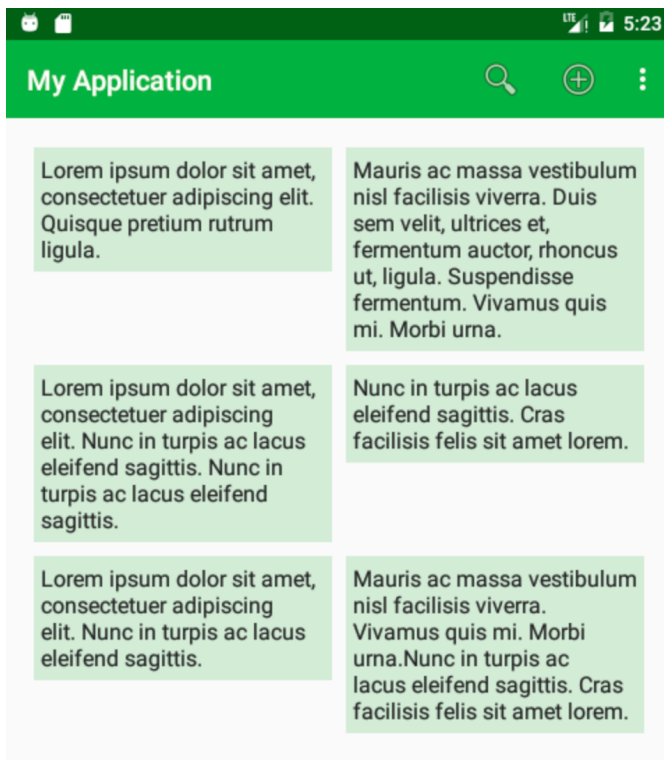 LTE 5:23
My Application
Lorem ipsum dolor sit amet,
consectetuer adipiscing elit.
Quisque pretium rutrum
ligula.
Mauris ac massa vestibulum
nisl facilisis viverra. Duis
sem velit, ultrices et,
fermentum auctor, rhoncus
ut, ligula. Suspendisse
fermentum. Vivamus quis
mi. Morbi urna.
Lorem ipsum dolor sit amet,
consectetuer adipiscing
elit. Nunc in turpis ac lacus
eleifend sagittis. Nunc in
turpis ac lacus eleifend
sagittis.
Nunc in turpis ac lacus
eleifend sagittis. Cras
facilisis felis sit amet lorem.
Lorem ipsum dolor sit amet,
consectetuer adipiscing
elit. Nunc in turpis ac lacus
eleifend sagittis.
Mauris ac massa vestibulum
nisl facilisis viverra.
Vivamus quis mi. Morbi
urna.Nunc in turpis ac
lacus eleifend sagittis. Cras
facilisis felis sit amet lorem.